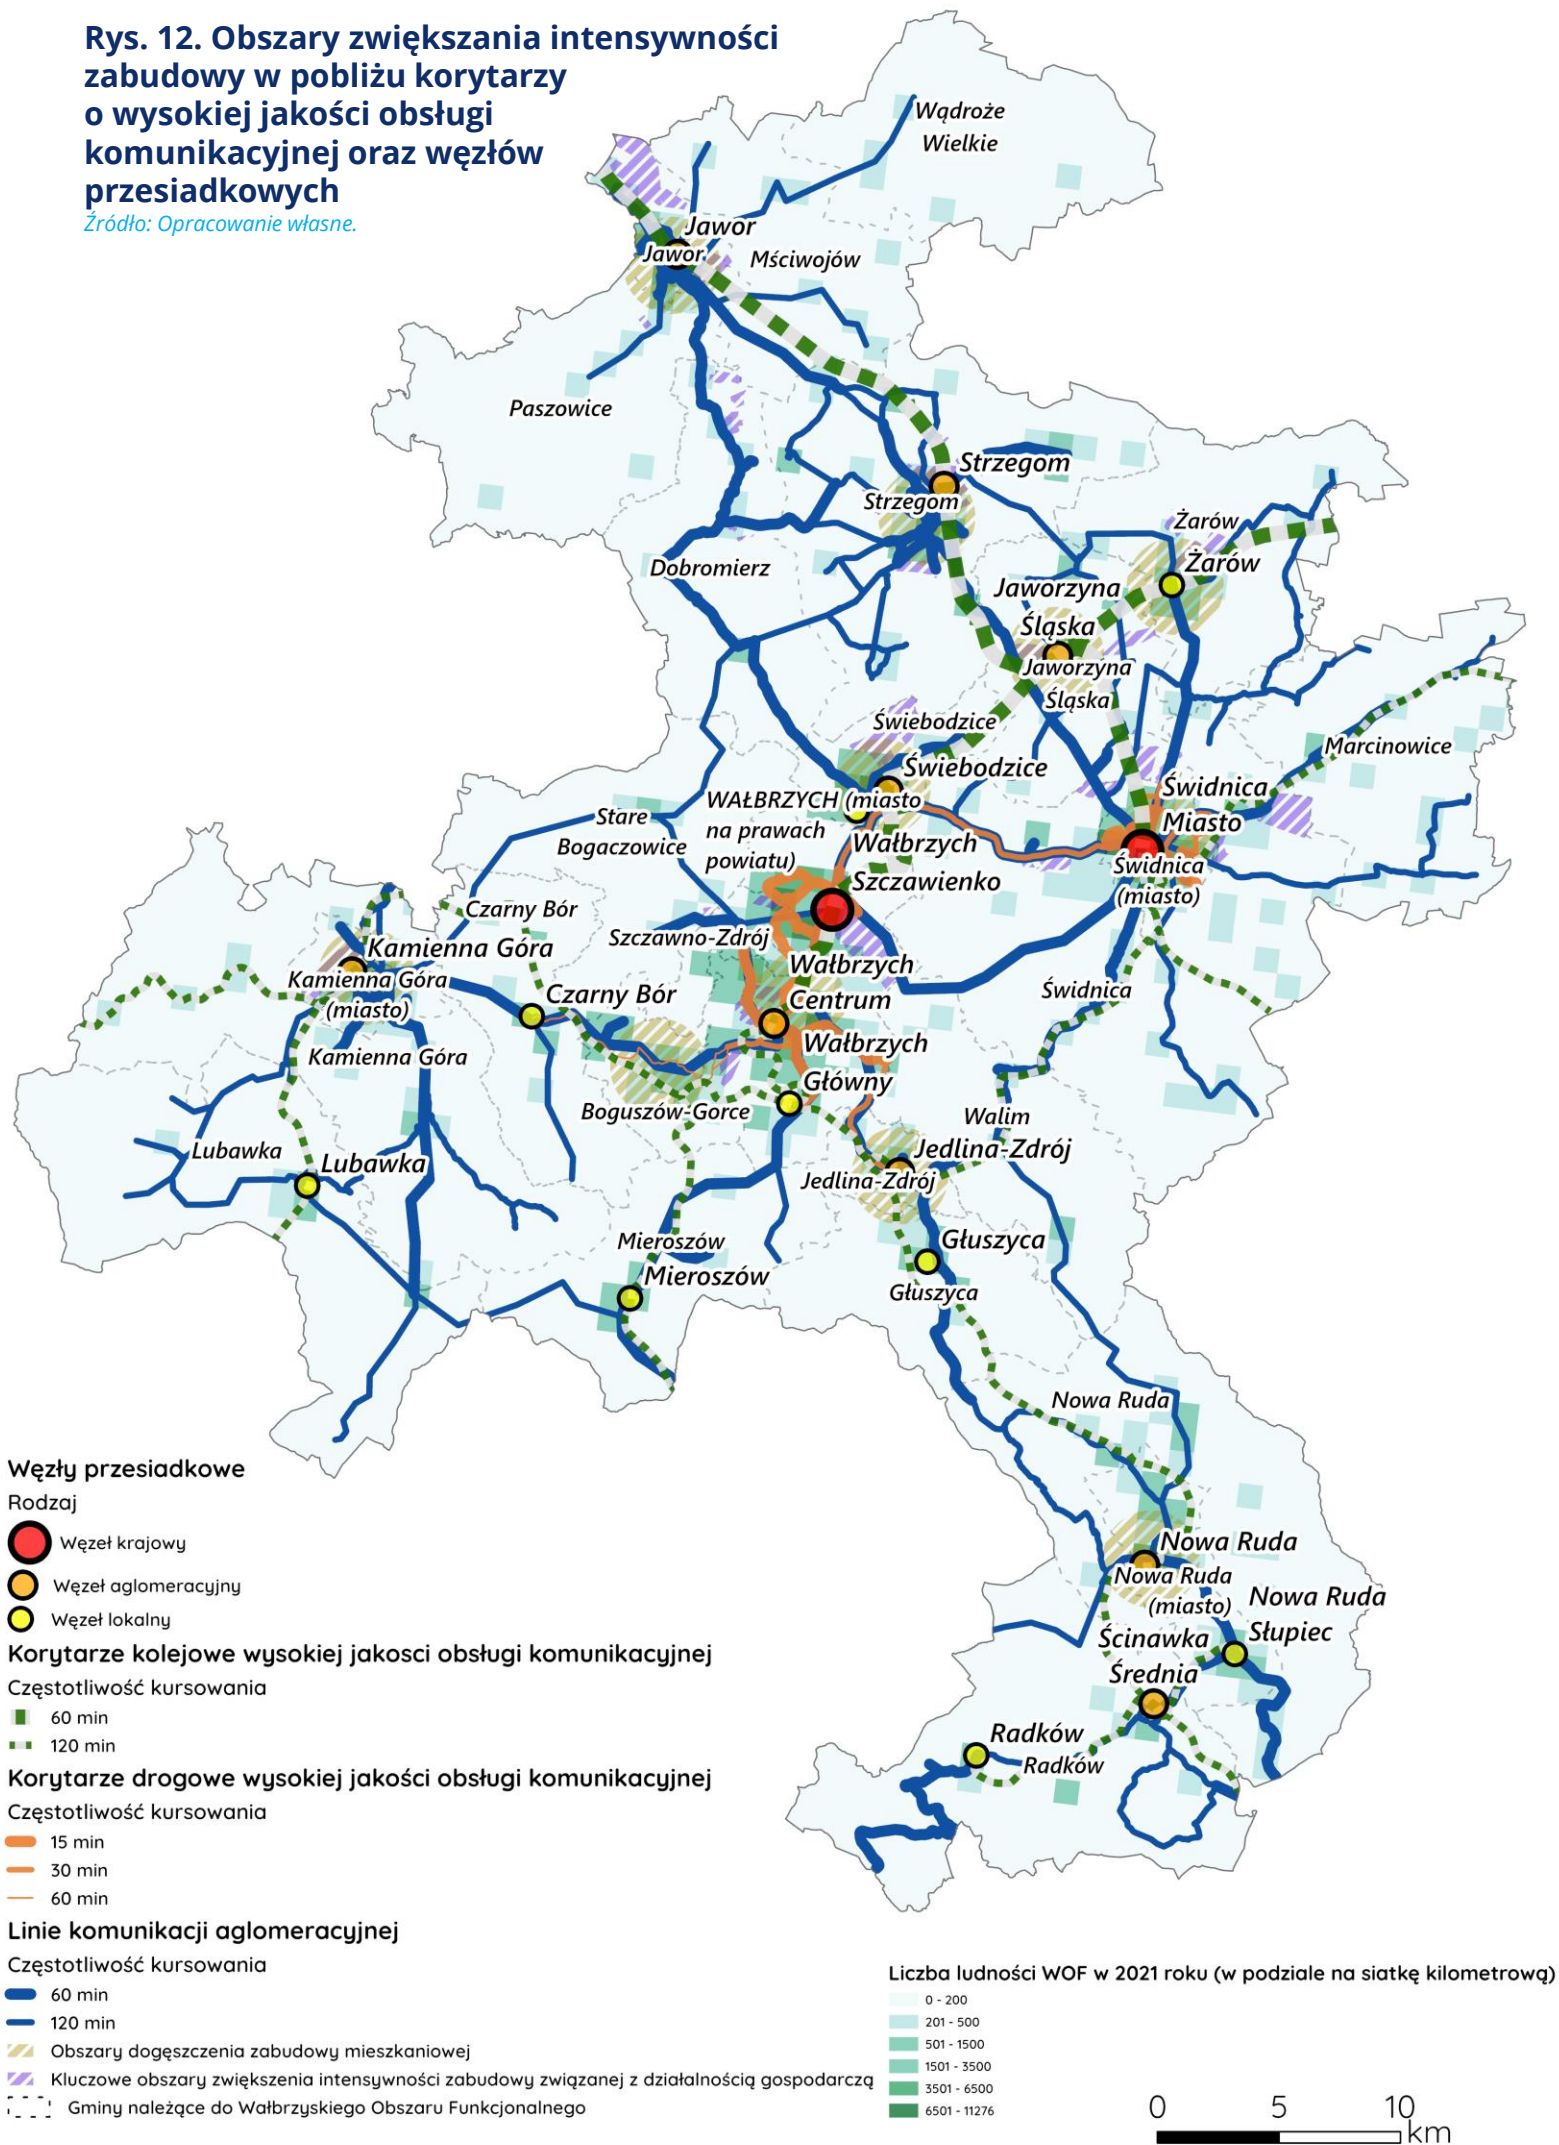 Rys. 12. Obszary zwiększania intensywności
zabudowy w pobliżu korytarzy
o wysokiej jakości obsługi
komunikacyjnej oraz węzłów
przesiadkowych
Źródło: Opracowanie własne.
Wądroże
Wielkie
Jawor
Jawor
Mściwojów
Paszowice
Strzegom
Strzegom
Żarów
Żarów
Dobromierz
Jaworzyna
Śląska
Jaworzyna
Śląska
Świebodzice
Świebodzice
Marcinowice
Świdnica
Miasto
Świdnica
(miasto)
WAŁBRZYCH (miasto
na prawach
powiatu)
Stare
Bogaczowice
Wałbrzych
Szczawienko
Czarny Bór
Szczawno-Zdrój
Kamienna Góra
Kamienna Góra
(miasto)
Wałbrzych
Centrum
Czarny Bór
Świdnica
Kamienna Góra
Wałbrzych
Główny
Boguszów-Gorce
Walim
Lubawka
Lubawka
Jedlina-Zdrój
Jedlina-Zdrój
Mieroszów
Mieroszów
Głuszyca
Głuszyca
Nowa Ruda
Nowa Ruda
Nowa Ruda
(miasto)
Nowa Ruda
Słupiec
Ścinawka
Średnia
Radków
Radków
Węzły przesiadkowe
Rodzaj
Węzeł krajowy
Węzeł aglomeracyjny
Węzeł lokalny
Korytarze kolejowe wysokiej jakosci obsługi komunikacyjnej
Częstotliwość kursowania
60 min
120 min
Korytarze drogowe wysokiej jakości obsługi komunikacyjnej
Częstotliwość kursowania
15 min
30 min
60 min
Linie komunikacji aglomeracyjnej
Częstotliwość kursowania
60 min
120 min
Obszary dogęszczenia zabudowy mieszkaniowej
Kluczowe obszary zwiększenia intensywności zabudowy związanej z działalnością gospodarczą
Gminy należące do Wałbrzyskiego Obszaru Funkcjonalnego
Liczba ludności WOF w 2021 roku (w podziale na siatkę kilometrową)
0 - 200
201 - 500
501 - 1500
1501 - 3500
3501 - 6500
6501 - 11276
0 5 10
km